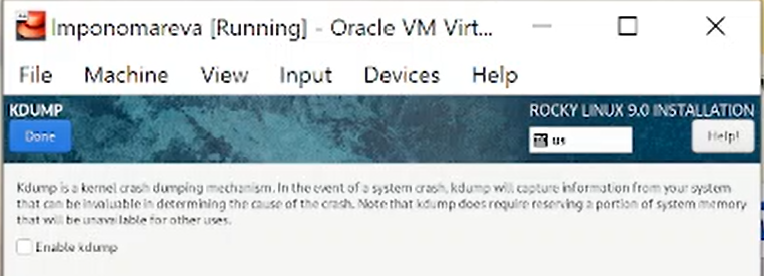 lmponomareva [Running] - Oracle VM Virt...
File Machine View Input Devices Help
KDUMP ROCKY LINUX 9.0 INSTALLATION
Done us Help!
Kdump is a kernel crash dumping mechanism. In the event of a system crash, kdump will capture information from your system
that can be invaluable in determining the cause of the crash. Note that kdump does require reserving a portion of system memory
that will be unavailable for other uses.
Enable kdump